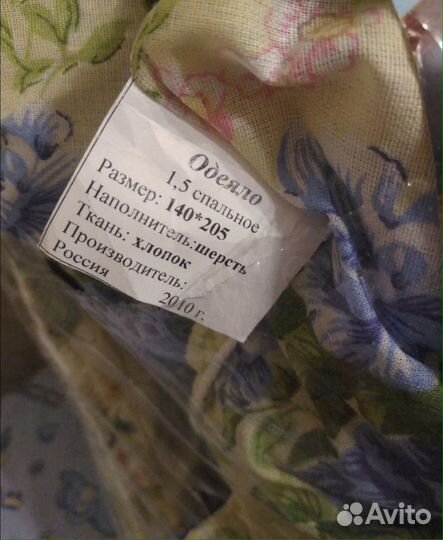 Одеяло
1,5 спальное
Размер: 140*205
Наполнитель:шерсть
Ткань: хлопок
Производитель:
Россия
2010 г.
Avito